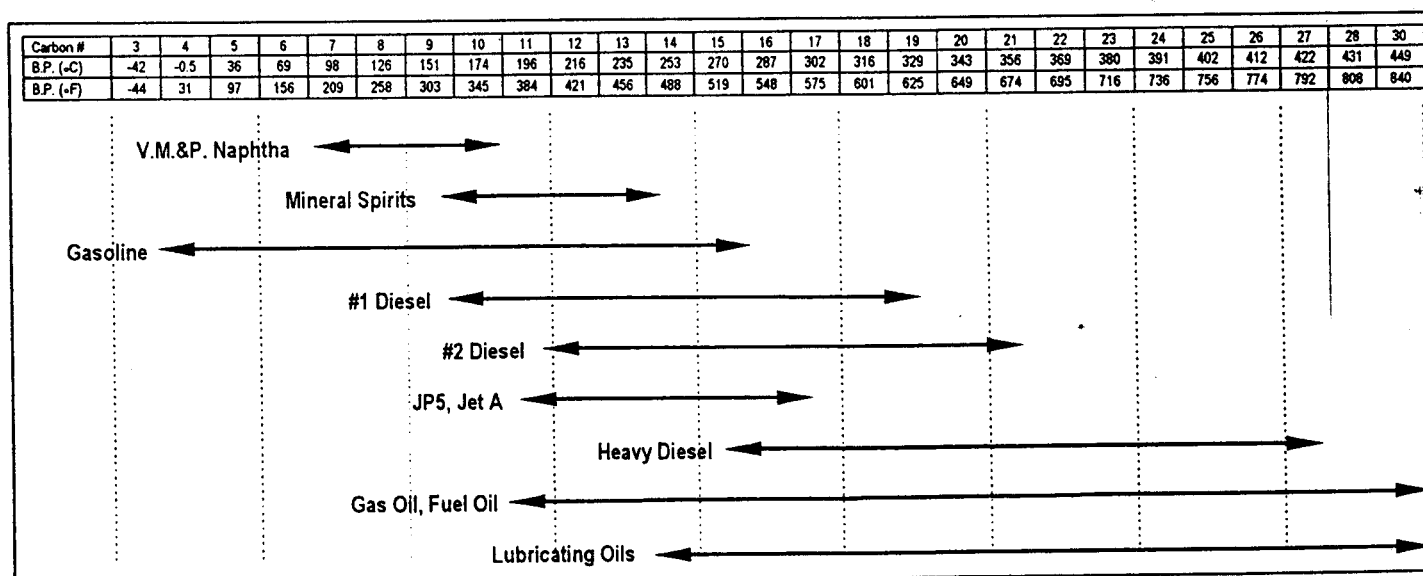 Carbon # 3 4 5 6 7 8 9 10 11 12 13 14 15 16 17 18 19 20 21 22 23 24 25 26 27 28 30
B.P. (∘C) -42 -0.5 36 69 98 126 151 174 196 216 235 253 270 287 302 316 329 343 356 369 380 391 402 412 422 431 449
B.P. (∘F) -44 31 97 156 209 258 303 345 384 421 456 488 519 548 575 601 625 649 674 695 716 736 756 774 792 808 840
V.M.&P. Naphtha
Mineral Spirits
Gasoline
#1 Diesel
#2 Diesel
JP5, Jet A
Heavy Diesel
Gas Oil, Fuel Oil
Lubricating Oils